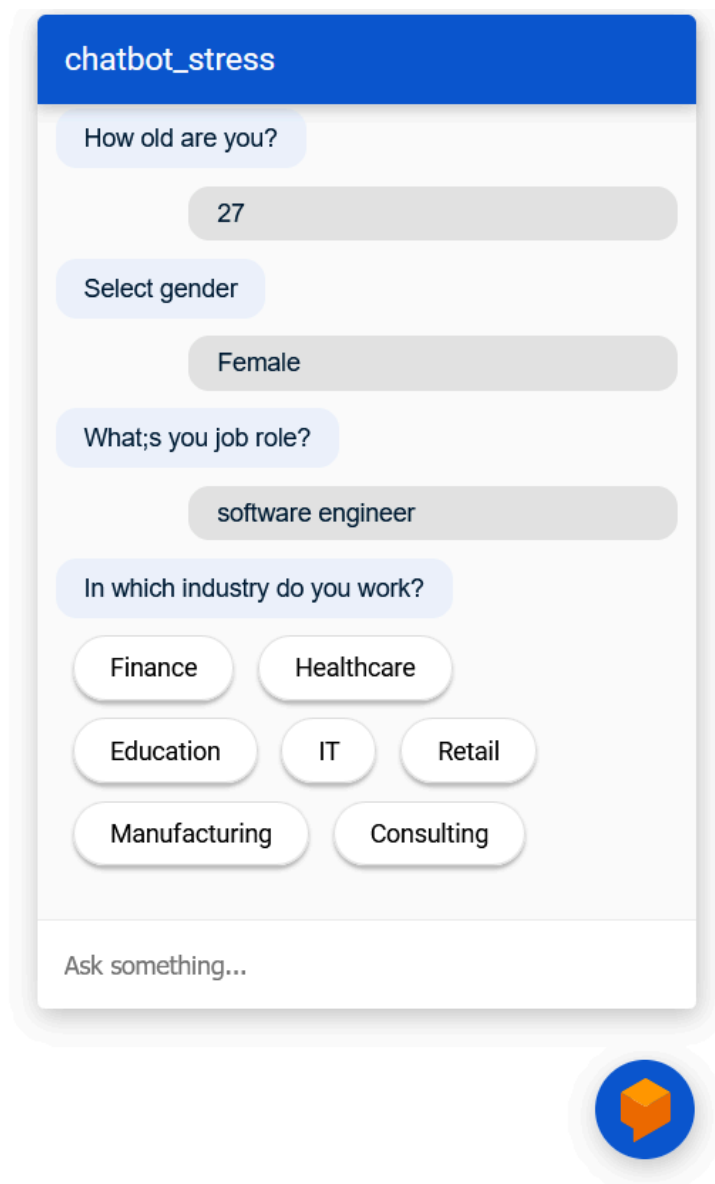 chatbot_stress
How old are you?
27
Select gender
Female
What;s you job role?
software engineer
In which industry do you work?
Finance Healthcare
Education IT Retail
Manufacturing Consulting
Ask something...